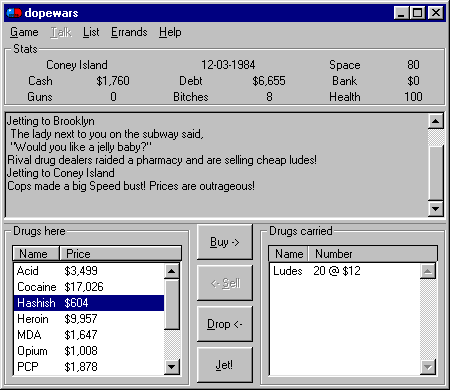 dopewars
Game Talk List Errands Help
Stats
Coney Island 12-03-1984 Space 80
Cash $1,760 Debt $6,655 Bank $0
Guns 0 Bitches 8 Health 100
Jetting to Brooklyn
The lady next to you on the subway said,
"Would you like a jelly baby?"
Rival drug dealers raided a pharmacy and are selling cheap ludes!
Jetting to Coney Island
Cops made a big Speed bust! Prices are outrageous!
Drugs here
Name Price
Acid $3,499
Cocaine $17,026
Hashish $604
Heroin $9,957
MDA $1,647
Opium $1,008
PCP $1,878
Buy ->
<- Sell
Drop <-
Jet!
Drugs carried
Name Number
Ludes 20 @ $12